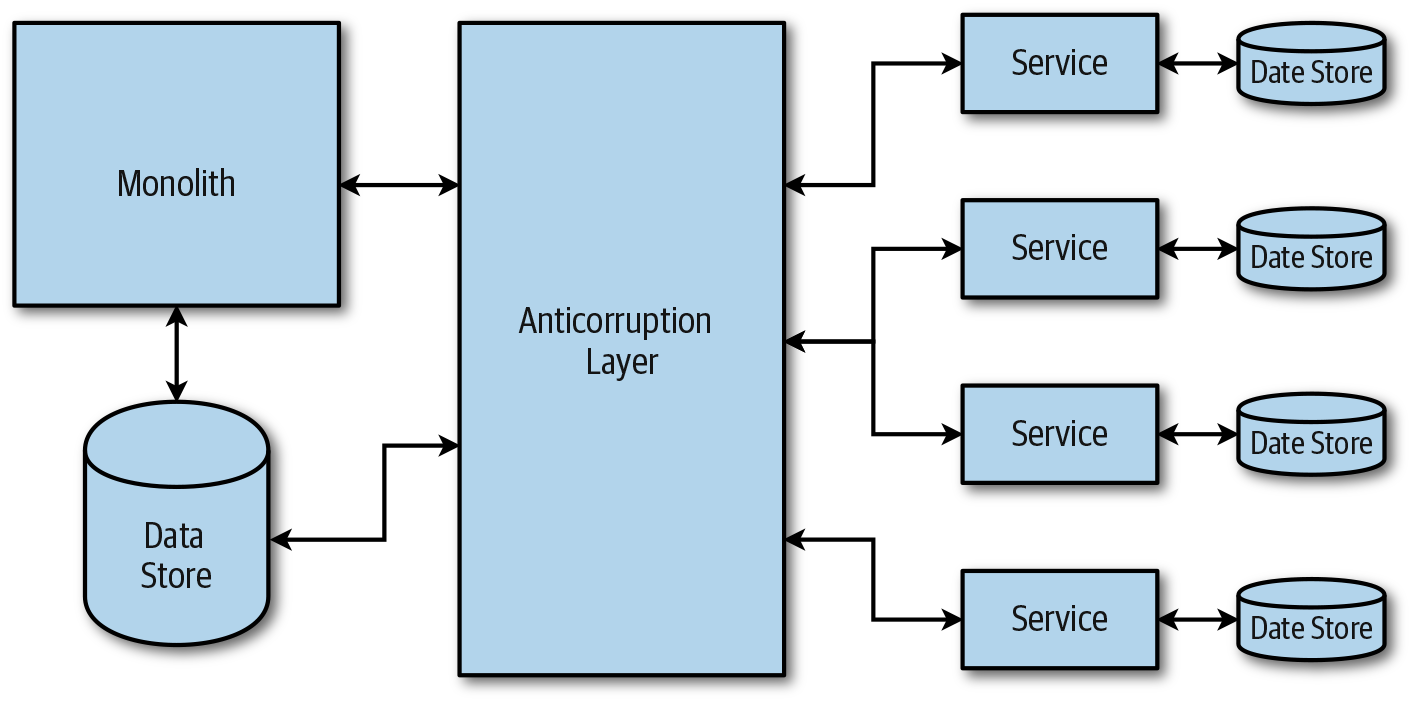 Monolith
Data
Store
Anticorruption
Layer
Service
Date Store
Service
Date Store
Service
Date Store
Service
Date Store